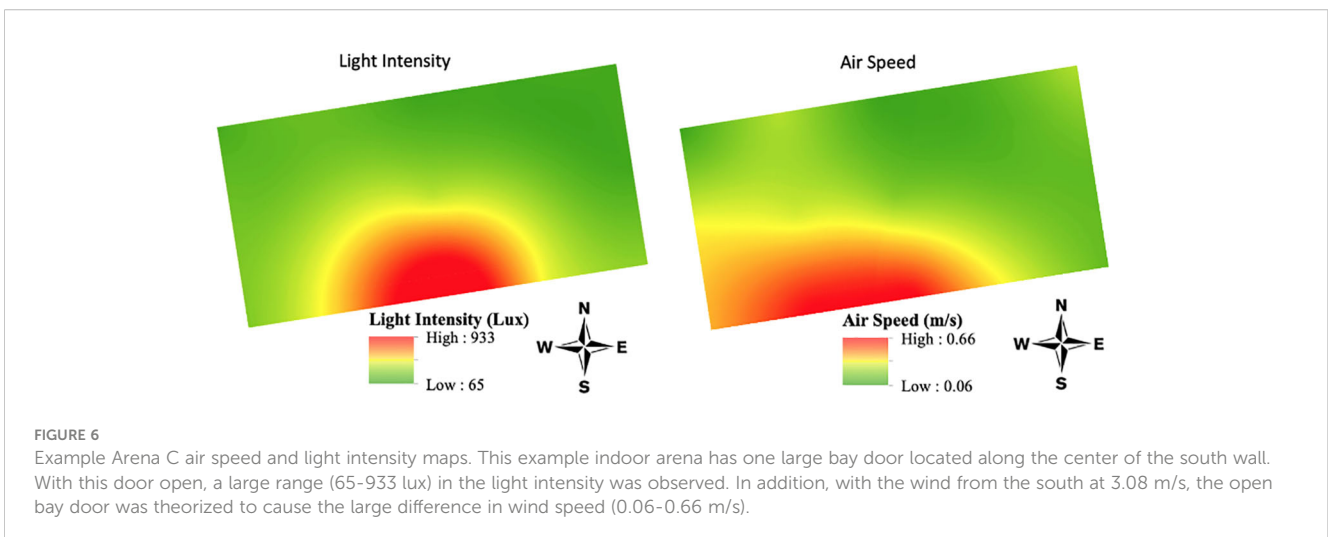 Light Intensity
Air Speed
Light Intensity (Lux)
High : 933
Low : 65
N
W E
S
Air Speed (m/s)
High : 0.66
Low : 0.06
N
W E
S
FIGURE 6
Example Arena C air speed and light intensity maps. This example indoor arena has one large bay door located along the center of the south wall.
With this door open, a large range (65-933 lux) in the light intensity was observed. In addition, with the wind from the south at 3.08 m/s, the open
bay door was theorized to cause the large difference in wind speed (0.06-0.66 m/s).